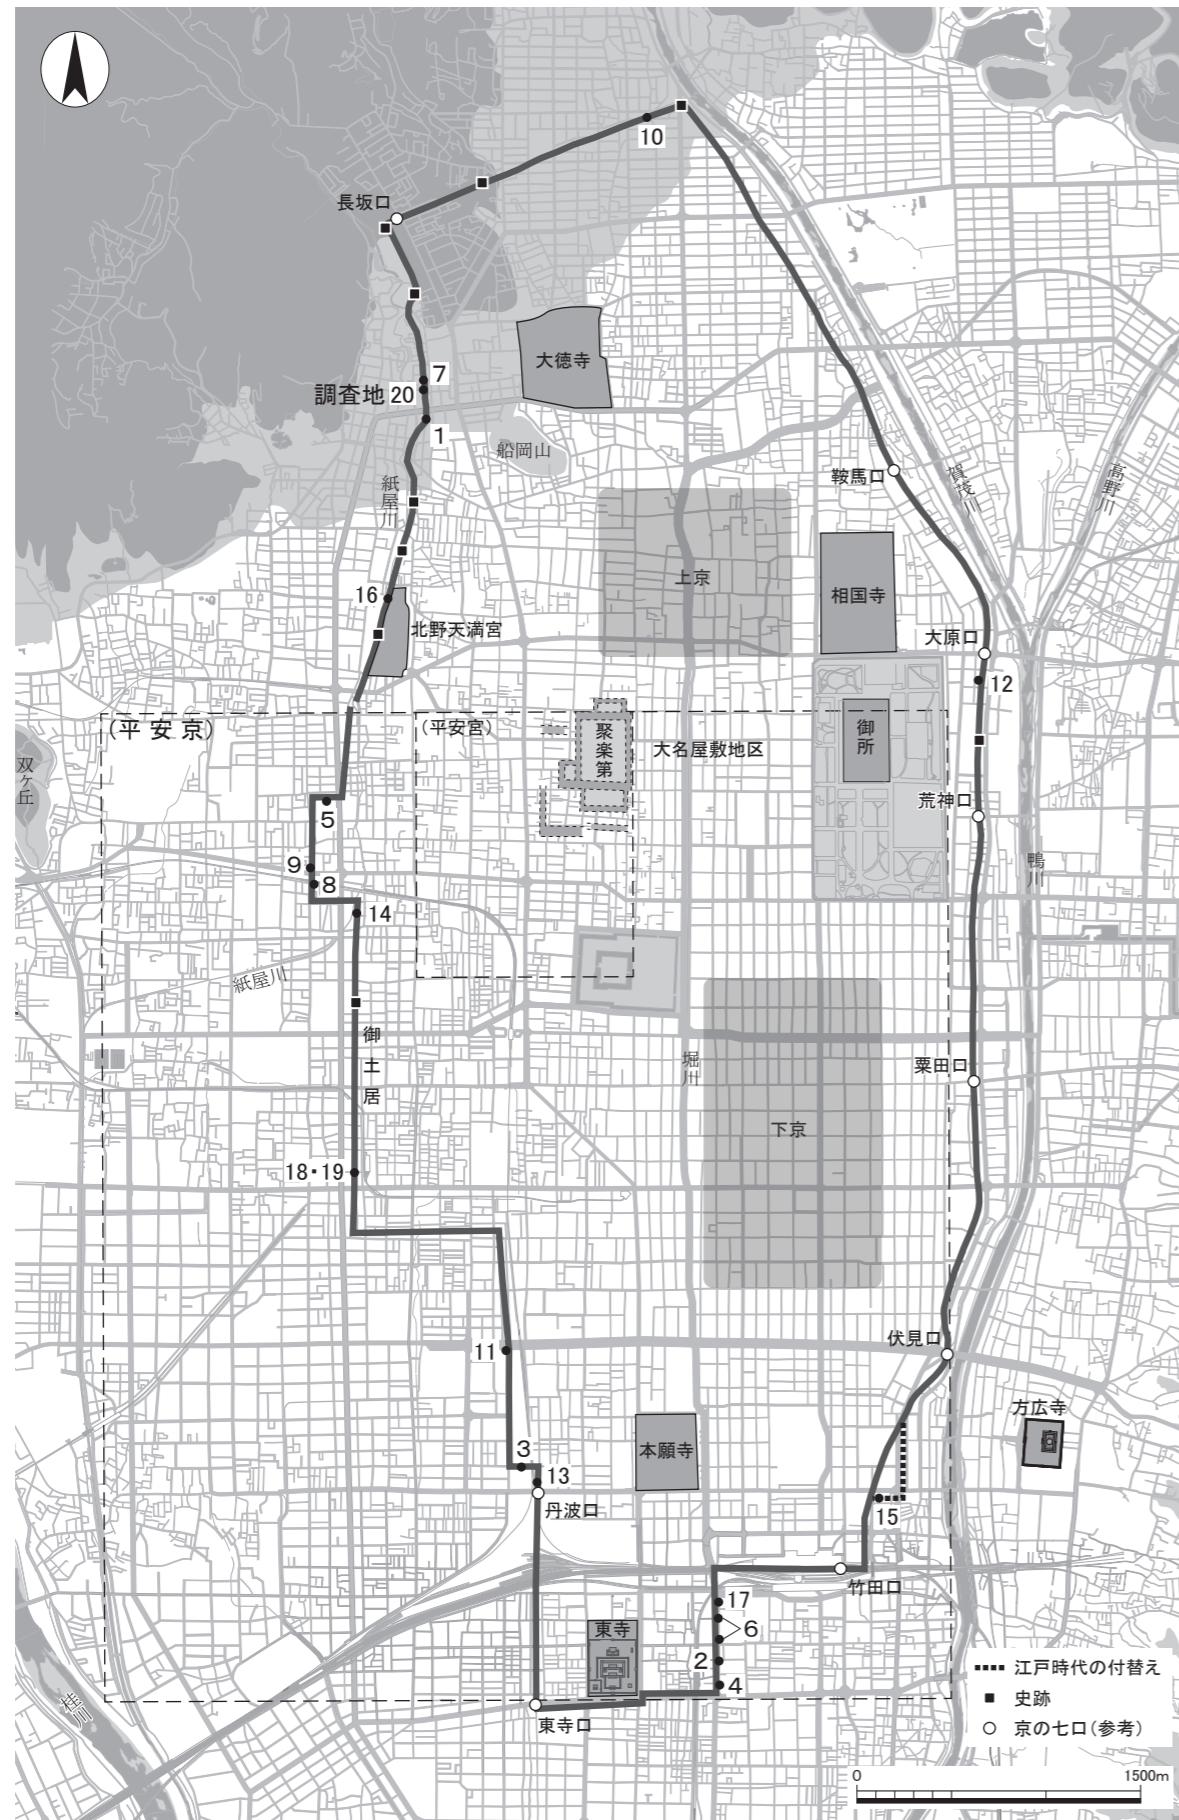 10
長坂口
大徳寺
7
調査地 20
1
船岡山
紙屋川
鞍馬口
賀茂川
高野川
上京
相国寺
16
北野天満宮
大原口
12
(平安京)
(平安宮)
聚楽第
大名屋敷地区
御所
双ヶ丘
荒神口
5
鴨川
9
8
14
紙屋川
御土居
堀川
粟田口
下京
18・19
伏見口
11
方広寺
本願寺
3
13
丹波口
15
竹田口
17
6
東寺
2
4
東寺口
桂川
江戸時代の付替え
史跡
京の七口(参考)
0 1500m